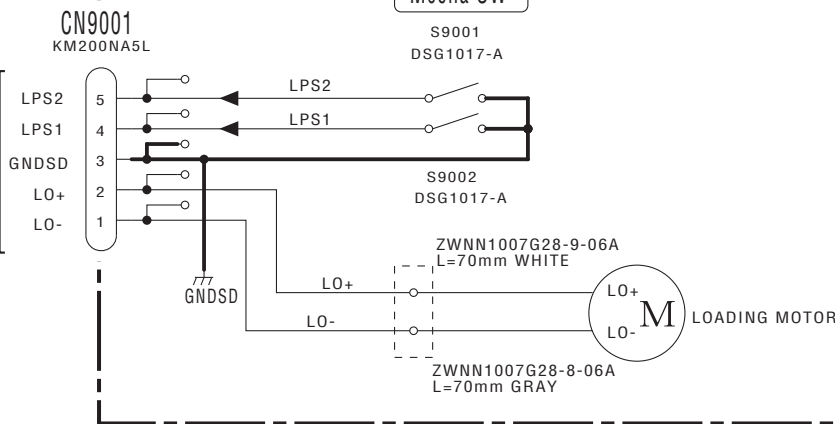 CN9001
KM200NA5L
S9001
DSG1017-A
LPS2
5
LPS2
LPS1
4
LPS1
GNDSD
3
S9002
DSG1017-A
LO+
2
LO-
1
ZWNN1007G28-9-06A
L=70mm WHITE
GNDSD
LO+
LO+
LO-
LO-
M
LOADING MOTOR
ZWNN1007G28-8-06A
L=70mm GRAY